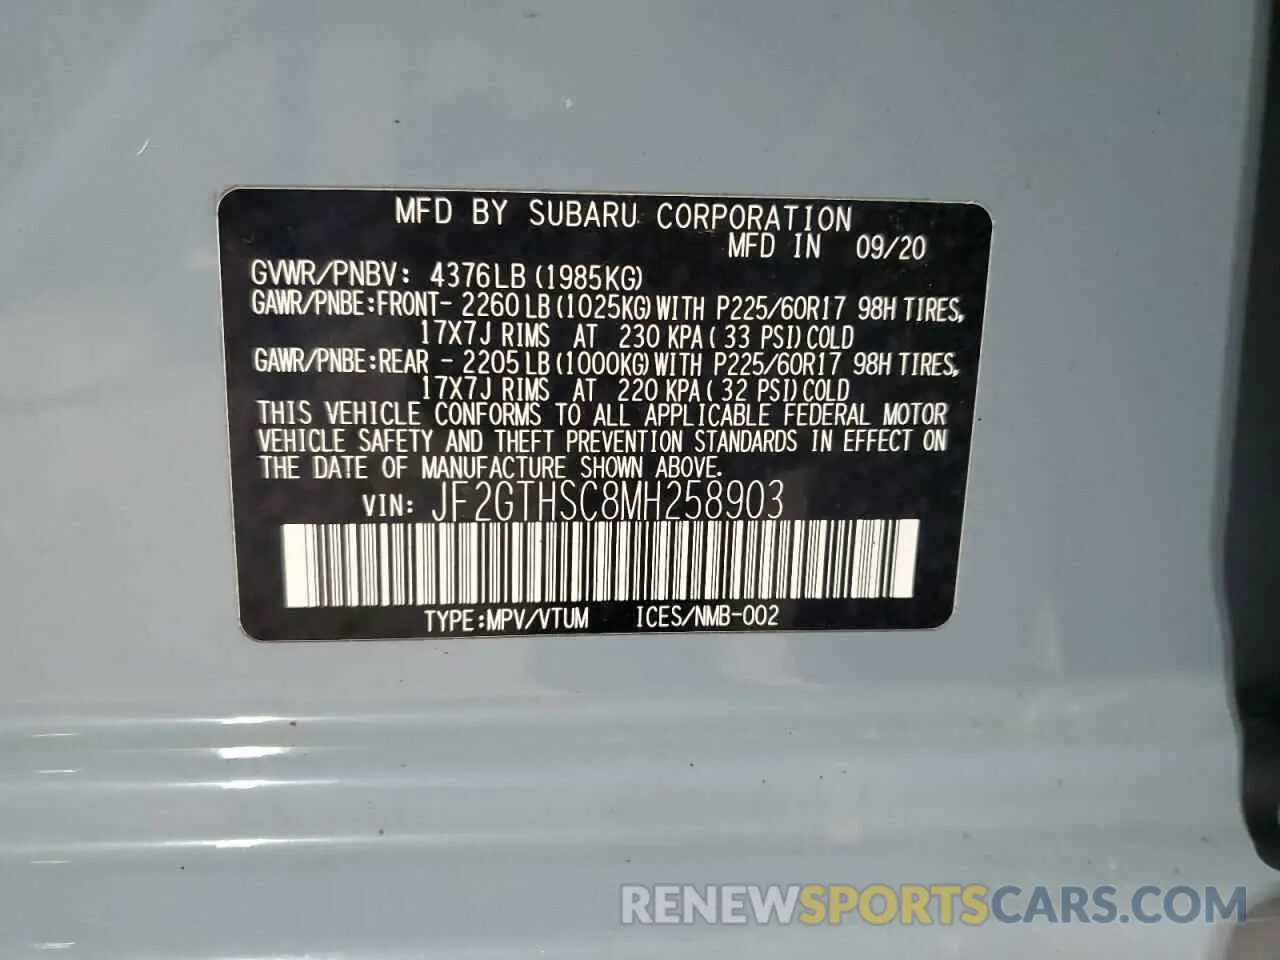 MFD BY SUBARU CORPORATION
MFD IN 09/20
GVWR/PNBV: 4376LB (1985KG)
GAWR/PNBE:FRONT- 2260 LB (1025KG) WITH P225/60R17 98H TIRES,
17X7J RIMS AT 230 KPA ( 33 PSI) COLD
GAWR/PNBE:REAR - 2205 LB (1000KG) WITH P225/60R17 98H TIRES,
17X7J RIMS AT 220 KPA ( 32 PSI) COLD
THIS VEHICLE CONFORMS TO ALL APPLICABLE FEDERAL MOTOR
VEHICLE SAFETY AND THEFT PREVENTION STANDARDS IN EFFECT ON
THE DATE OF MANUFACTURE SHOWN ABOVE.
VIN: JF2GTHSC8MH258903
TYPE:MPV/VTUM ICES/NMB-002
RENEWSPORTSCARS.COM